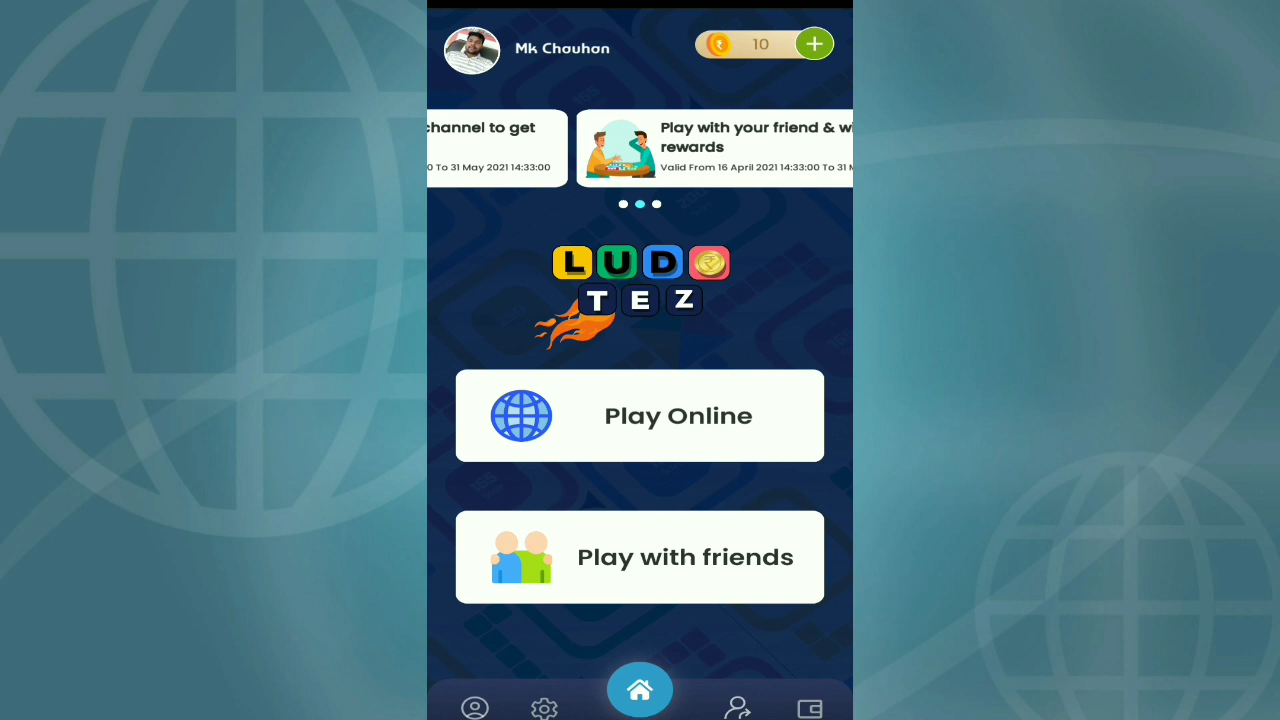 Mk Chauhan
10
channel to get
0 To 31 May 2021 14:33:00
Play with your friend & wi
rewards
Valid From 16 April 2021 14:33:00 To 31 M
LUD
TEZ
Play Online
Play with friends